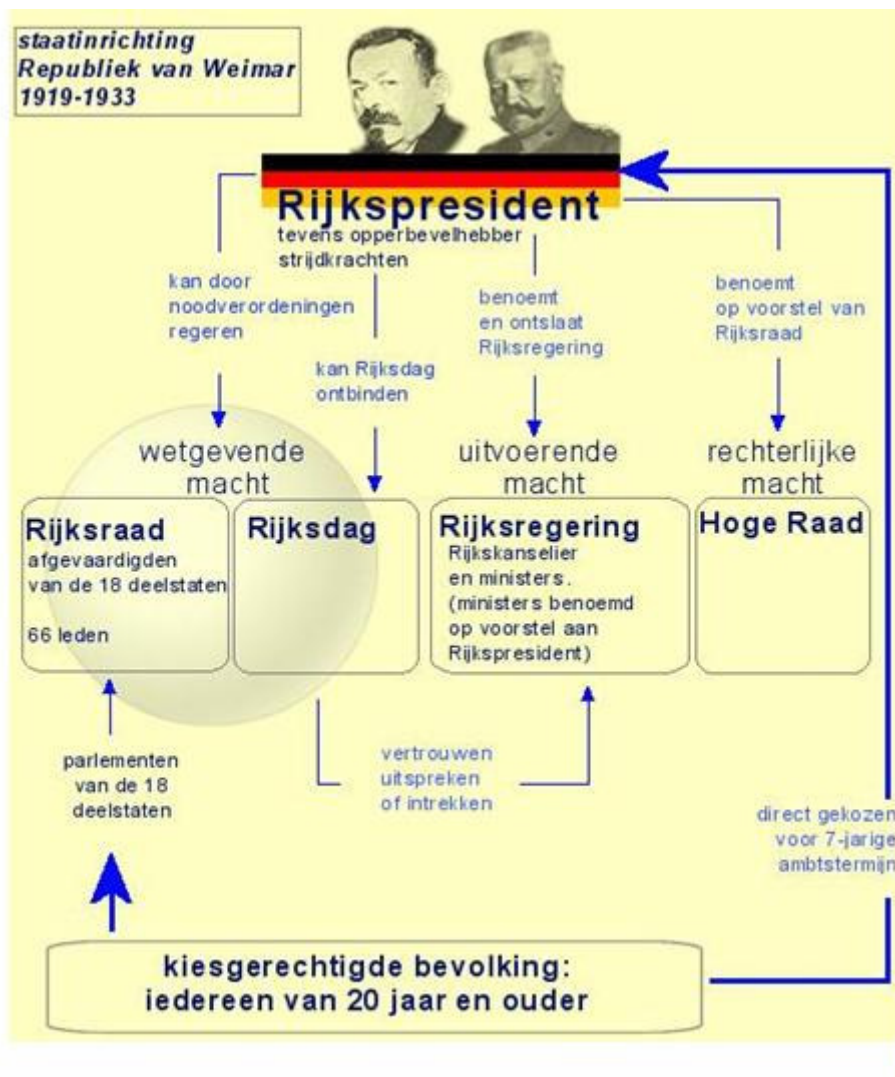 staatinrichting
Republiek van Weimar
1919-1933
Rijkspresident
tevens opperbevelhebber
strijdkrachten
kan door
noodverordeningen
regeren
kan Rijksdag
ontbinden
benoemt
en ontslaat
Rijksregering
benoemt
op voorstel van
Rijksraad
wetgevende
macht
uitvoerende
macht
rechterlijke
macht
Rijksraad
afgevaardigden
van de 18 deelstaten
66 leden
Rijksdag
Rijksregering
Rijkskanselier
en ministers.
(ministers benoemd
op voorstel aan
Rijkspresident)
Hoge Raad
parlementen
van de 18
deelstaten
vertrouwen
uitspreken
of intrekken
direct gekozen
voor 7-jarige
ambtstermijn
kiesgerechtigde bevolking:
iedereen van 20 jaar en ouder